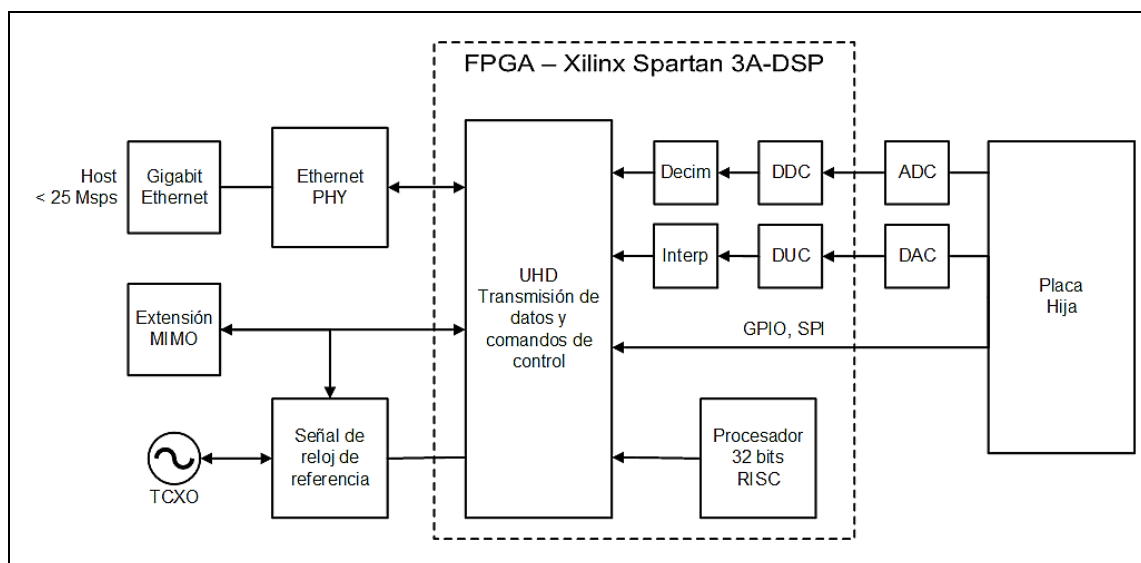 FPGA – Xilinx Spartan 3A-DSP
Host
< 25 Msps
Gigabit
Ethernet
Ethernet
PHY
Decim
DDC
ADC
Interp
DUC
DAC
UHD
Transmisión de
datos y
comandos de
control
Placa
Hija
Extensión
MIMO
GPIO, SPI
Señal de
reloj de
referencia
Procesador
32 bits
RISC
TCXO